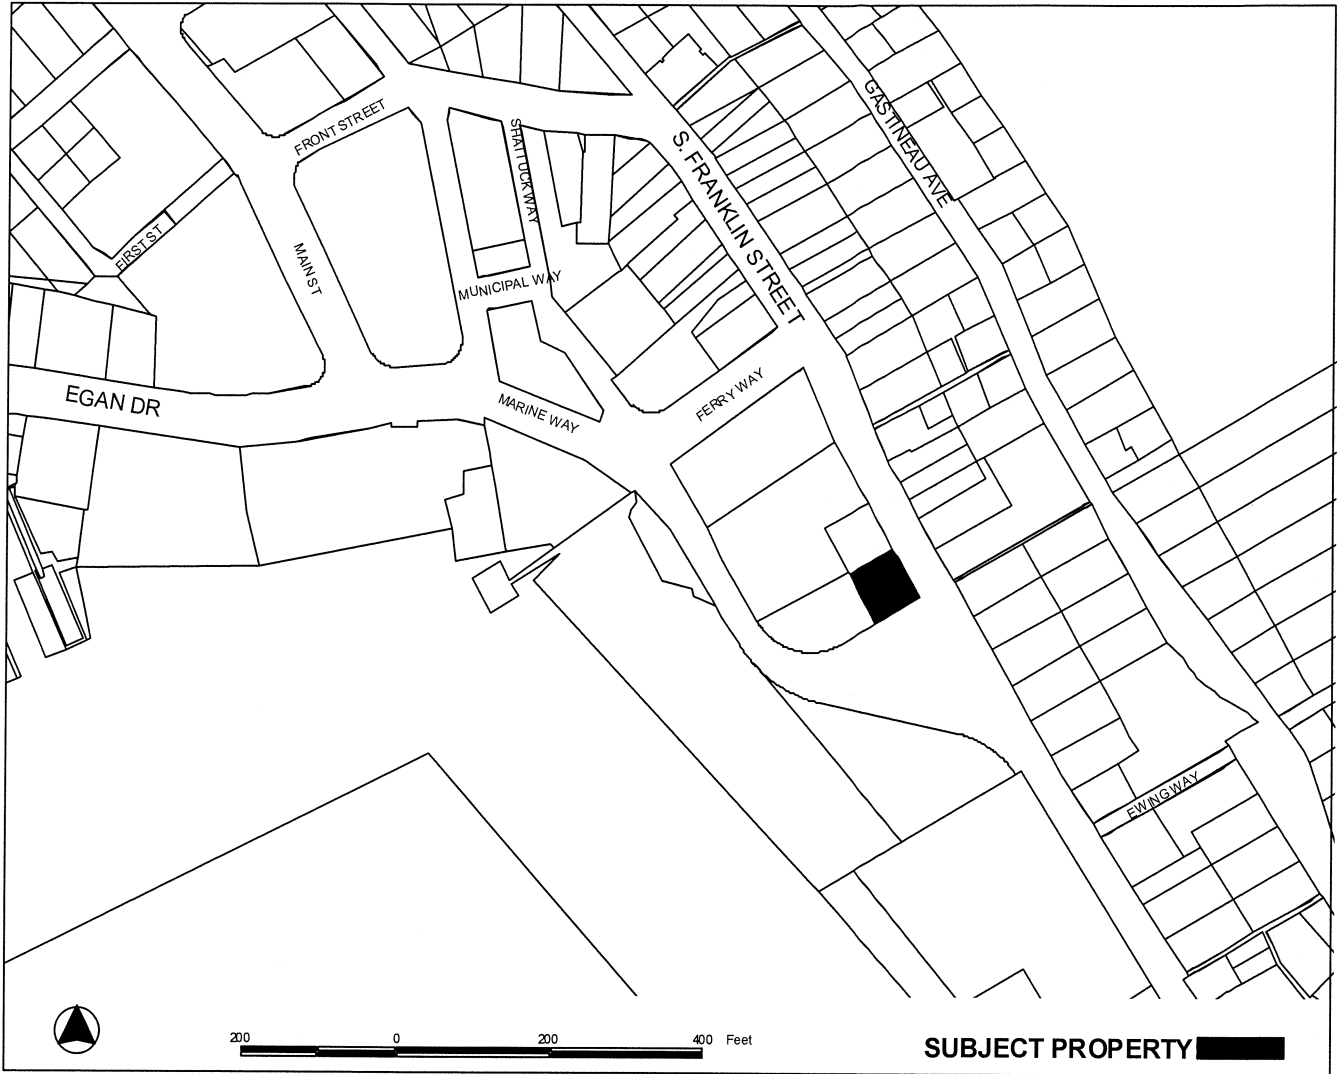 GASTINEAU AVE
FRONT STREET
SHATTUCK WAY
S. FRANKLIN STREET
FIRST ST
MAIN ST
MUNICIPAL WAY
EGAN DR
MARINE WAY
FERRY WAY
EWING WAY
200 0 200 400 Feet
SUBJECT PROPERTY